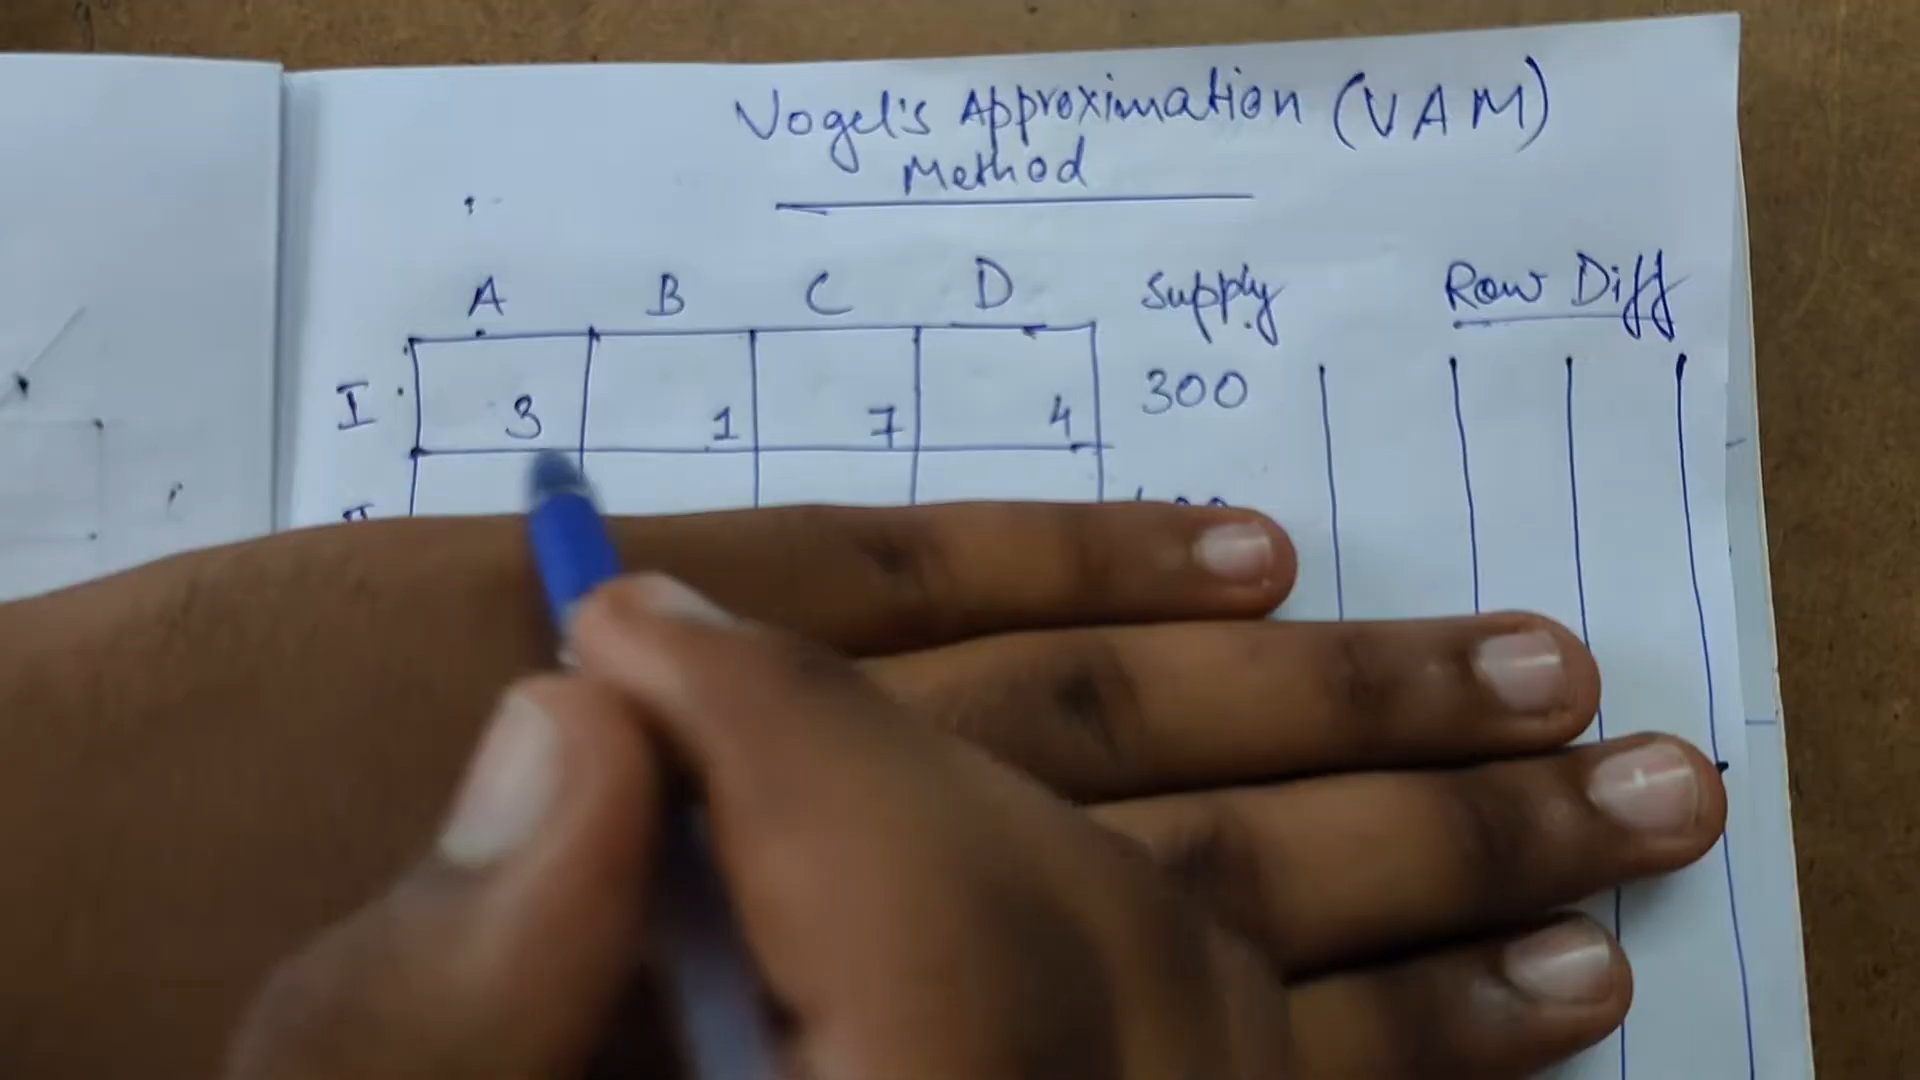 Vogel's Approximation (VAM)
Method
A B C D Supply Row Diff
I 3 1 7 4 300